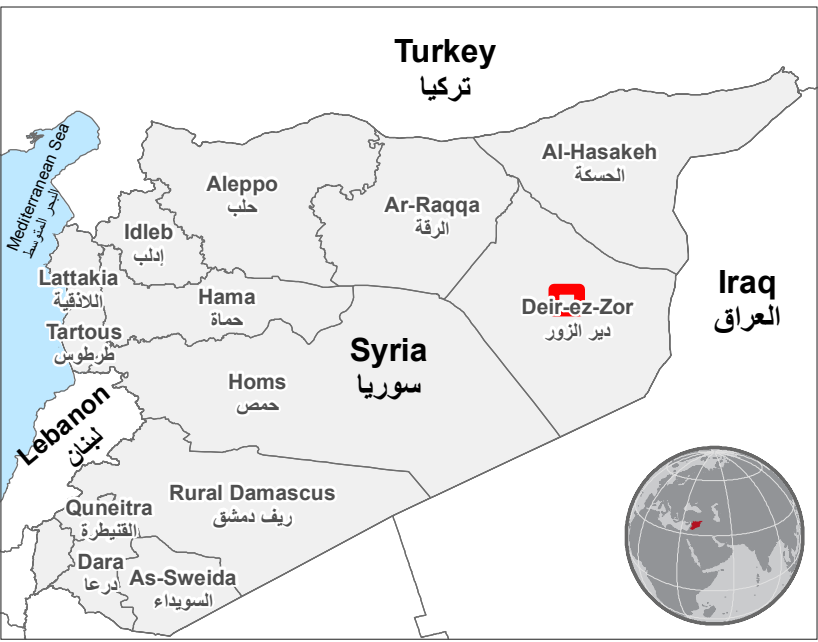 Turkey
تركيا
Mediterranean Sea
البحر المتوسط
Al-Hasakeh
الحسكة
Aleppo
حلب
Ar-Raqqa
الرقة
Idleb
إدلب
Lattakia
اللاذقية
Hama
حماة
Deir-ez-Zor
دير الزور
Iraq
العراق
Tartous
طرطوس
Syria
سوريا
Homs
حمص
Lebanon
لبنان
Rural Damascus
ريف دمشق
Quneitra
القنيطرة
Dara
درعا
As-Sweida
السويداء